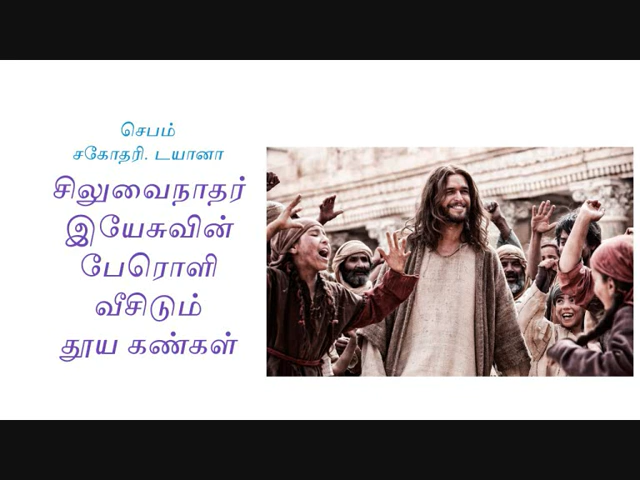 செபம்
சகோதரி. டயானா
சிலுவைநாதர்
இயேசுவின்
பேரொளி
வீசிடும்
தூய கண்கள்